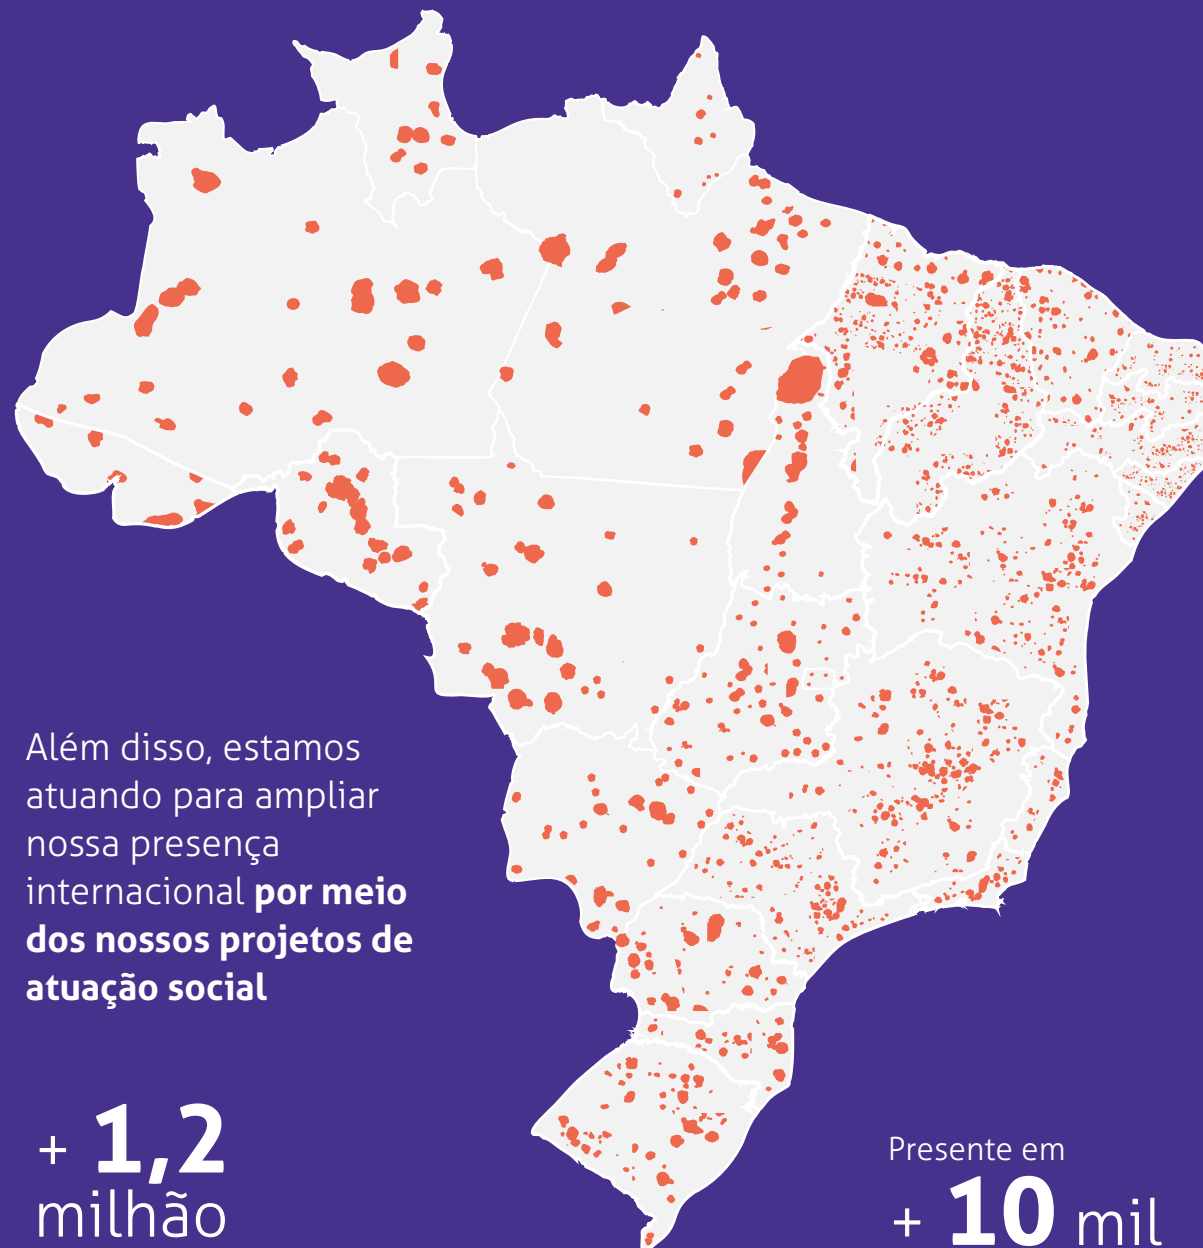 Além disso, estamos
atuando para ampliar
nossa presença
internacional por meio
dos nossos projetos de
atuação social
+ 1,2
milhão
Presente em
+ 10 mil